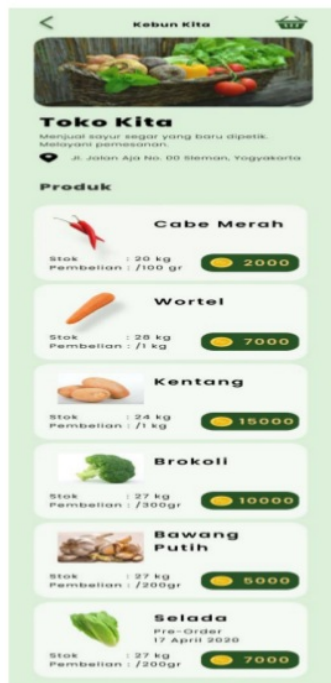 Kebun Kita
Toko Kita
Menjual sayur segar yang baru dipetik.
Melayani pemesanan.
Jl. Jalan Aja No. 00 Sleman, Yogyakarta
Produk
Cabe Merah
Stok : 20 kg
Pembelian : /100 gr
2000
Wortel
Stok : 28 kg
Pembelian : /1 kg
7000
Kentang
Stok : 24 kg
Pembelian : /1 kg
15000
Brokoli
Stok : 27 kg
Pembelian : /300gr
10000
Bawang
Putih
Stok : 27 kg
Pembelian : /200gr
5000
Selada
Pre-Order
17 April 2020
Stok : 27 kg
Pembelian : /200gr
7000